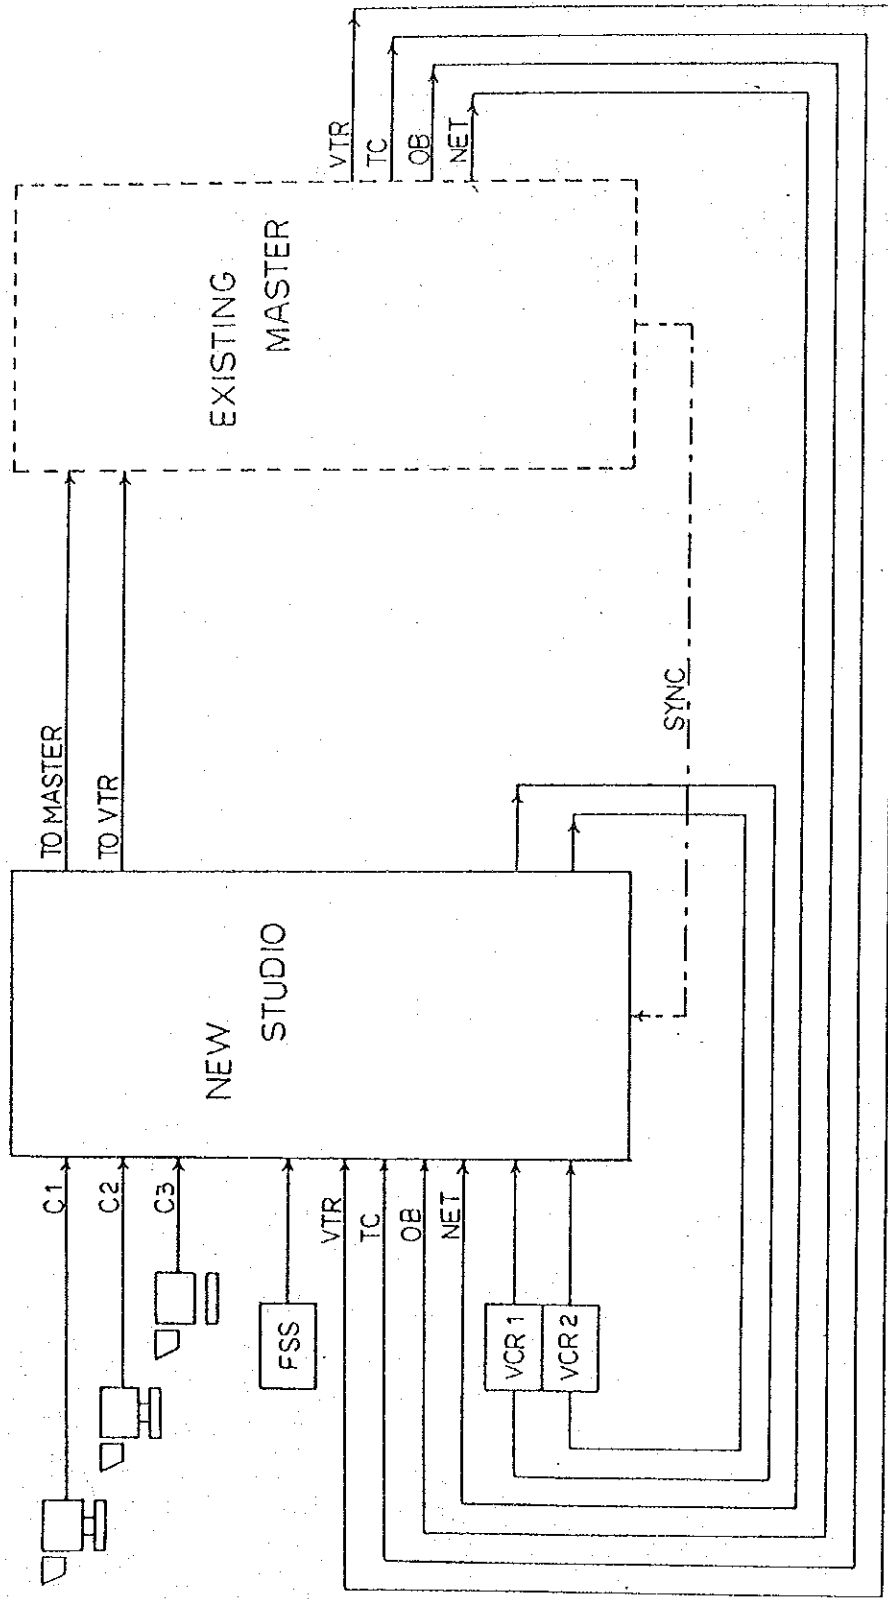 C1
C2
C3
FSS
VTR
TC
OB
NET
VCR 1
VCR 2
NEW
STUDIO
TO MASTER
TO VTR
SYNC
EXISTING
MASTER
VTR
TC
OB
NET